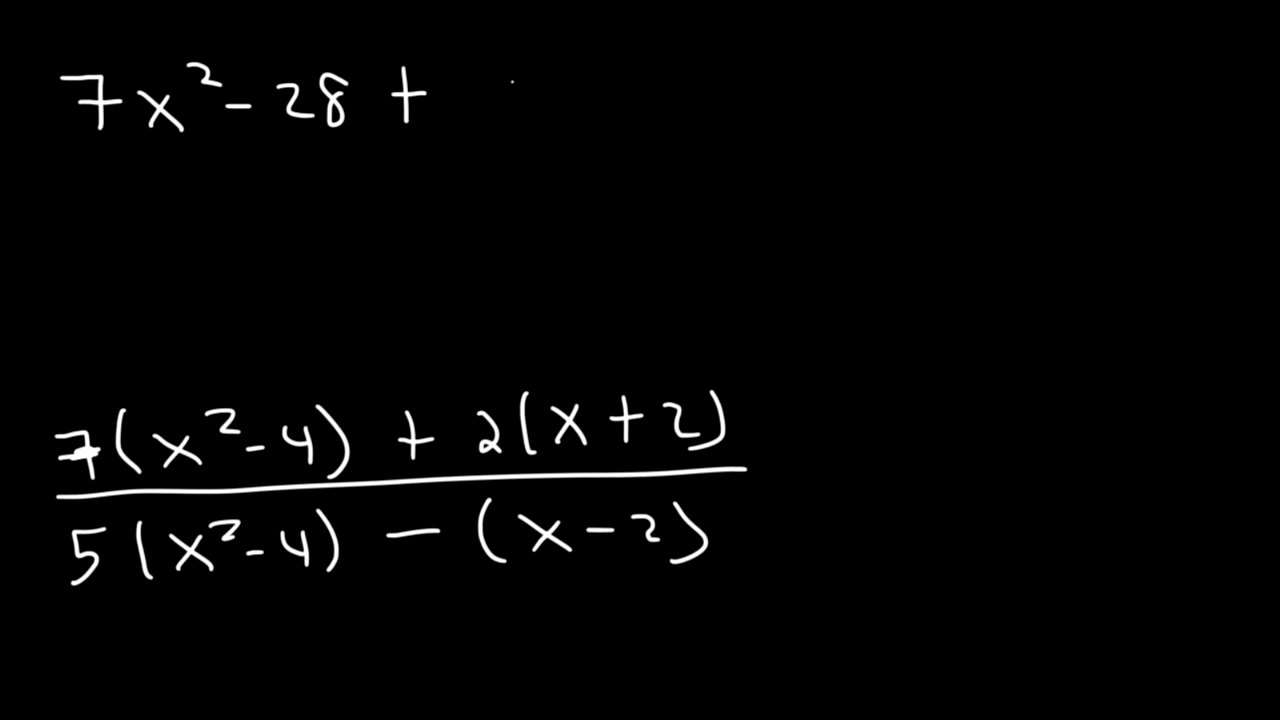 7x² - 28 +
7(x² - 4) + 2(x + 2)
5(x² - 4) - (x - 2)